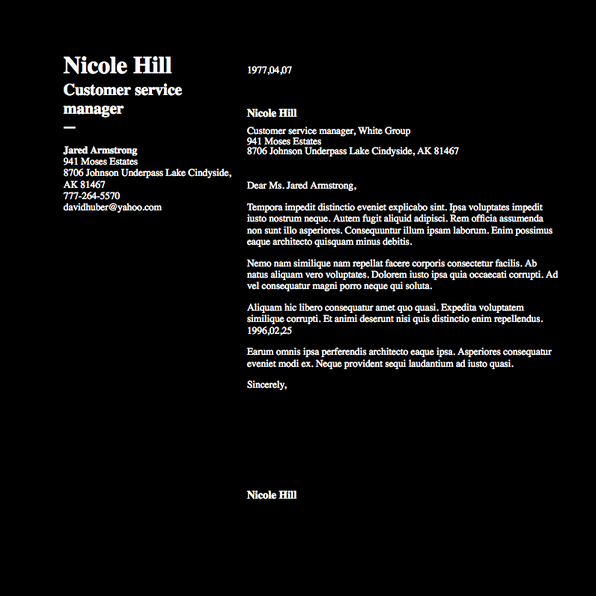 Nicole Hill
Customer service
manager
Jared Armstrong
941 Moses Estates
8706 Johnson Underpass Lake Cindyside,
AK 81467
777-264-5570
davidhuber@yahoo.com
1977,04,07
Nicole Hill
Customer service manager, White Group
941 Moses Estates
8706 Johnson Underpass Lake Cindyside, AK 81467
Dear Ms. Jared Armstrong,
Tempora impedit distinctio eveniet explicabo sint. Ipsa voluptates impedit
iusto nostrum neque. Autem fugit aliquid adipisci. Rem officia assumenda
non sunt illo asperiores. Consequuntur illum ipsam laborum. Enim possimus
eaque architecto quisquam minus debitis.
Nemo nam similique nam repellat facere corporis consectetur facilis. Ab
natus aliquam vero voluptates. Dolorem iusto ipsa quia occaecati corrupti. Ad
vel consequatur magni porro neque qui soluta.
Aliquam hic libero consequatur amet quo quasi. Expedita voluptatem
similique corrupti. Et animi deserunt nisi quis distinctio enim repellendus.
1996,02,25
Earum omnis ipsa perferendis architecto eaque ipsa. Asperiores consequatur
eveniet modi ex. Neque provident sequi laudantium ad iusto quasi.
Sincerely,
Nicole Hill